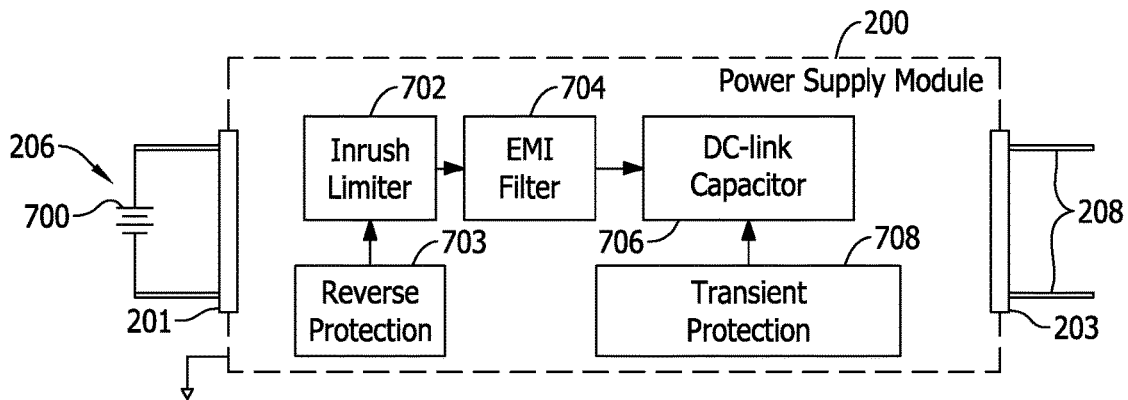 200
Power Supply Module
702
704
206
Inrush
Limiter
EMI
Filter
DC-link
Capacitor
700
208
706
708
703
Reverse
Protection
Transient
Protection
201
203